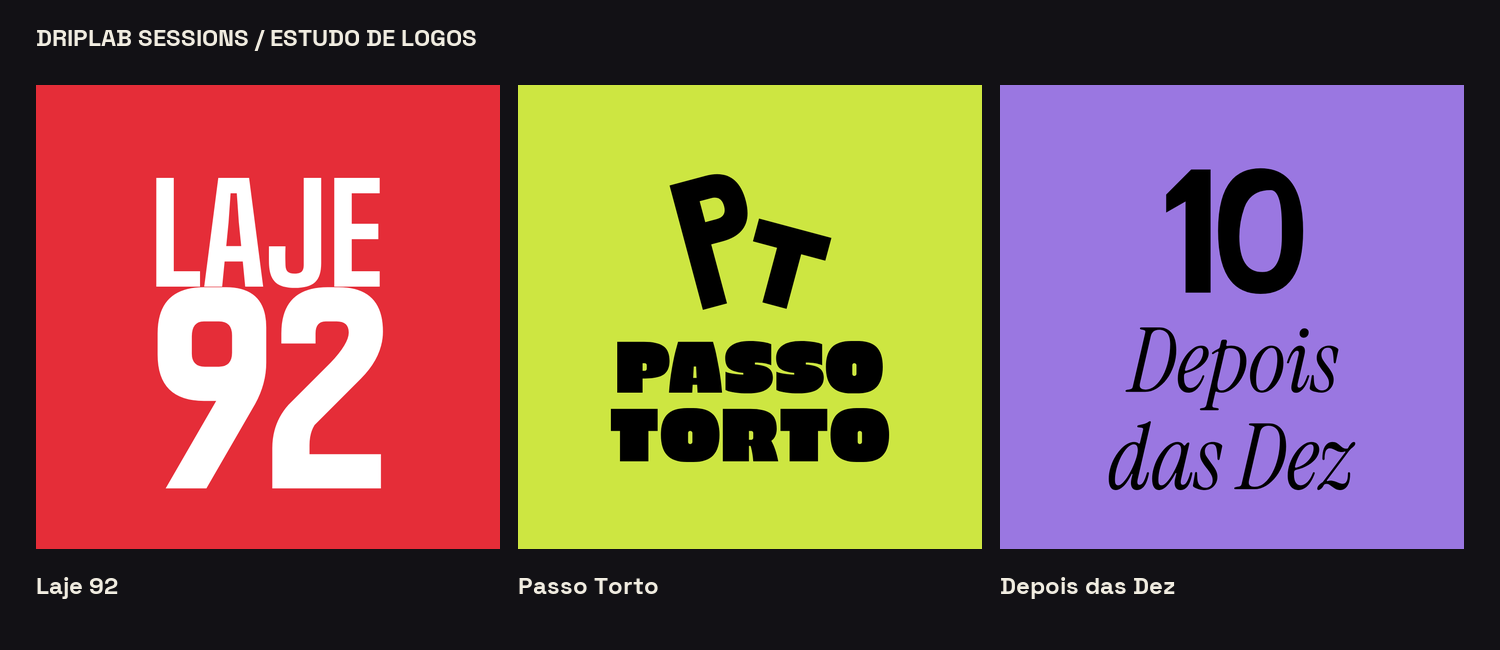 DRIPLAB SESSIONS / ESTUDO DE LOGOS
LAJE
92
PT
PASSO
TORTO
10
Depois
das Dez
Laje 92
Passo Torto
Depois das Dez